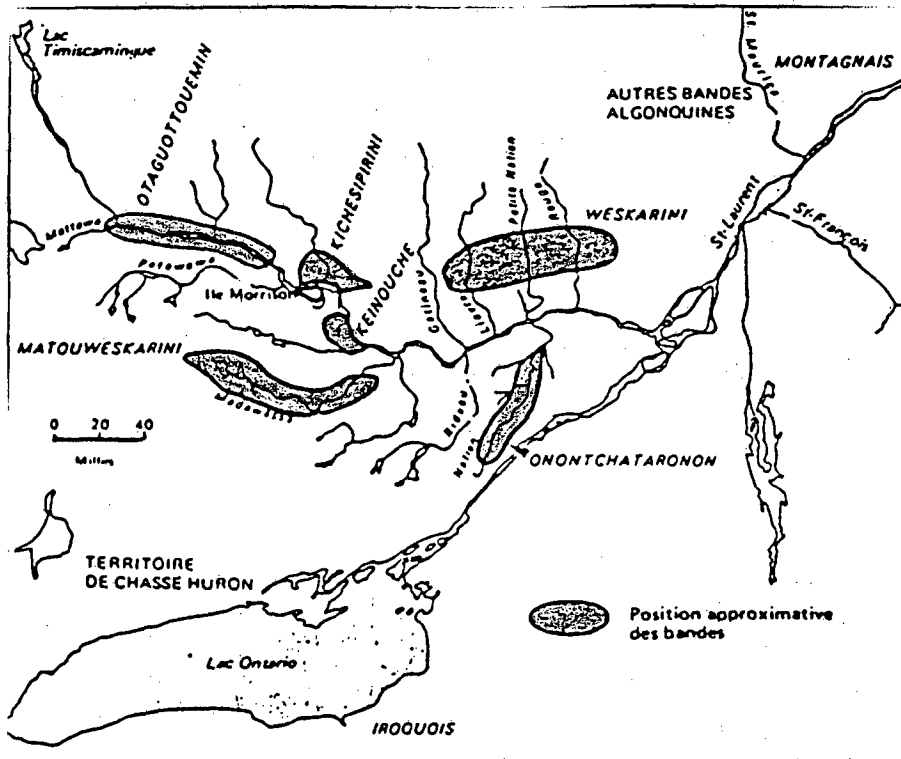 Lac
Timiscamingue
OTAGUOTTOUEMIN
KICHESIPIRINI
St. Maurice
MONTAGNAIS
AUTRES BANDES
ALGONQUINES
Mattawa
Petawawa
Ile Morrison
KEINOUCHE
Gatineau
Lièvre
Petite Nation
Rouge
WESKARINI
St-Laurent
St-François
MATOUWESKARINI
Madawaska
Rideau
Nation
ONONTCHATARONON
0 20 40
Milles
TERRITOIRE
DE CHASSE HURON
Position approximative
des bandes
Lac Ontario
IROQUOIS